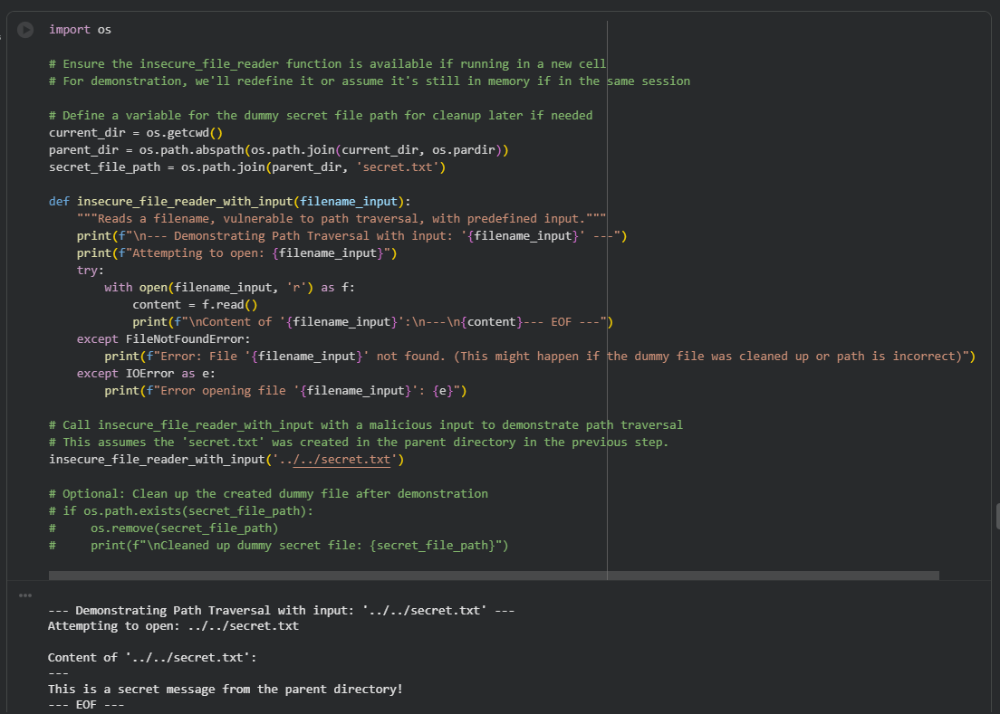 import os
# Ensure the insecure_file_reader function is available if running in a new cell
# For demonstration, we'll redefine it or assume it's still in memory if in the same session
# Define a variable for the dummy secret file path for cleanup later if needed
current_dir = os.getcwd()
parent_dir = os.path.abspath(os.path.join(current_dir, os.pardir))
secret_file_path = os.path.join(parent_dir, 'secret.txt')
def insecure_file_reader_with_input(filename_input):
    """Reads a filename, vulnerable to path traversal, with predefined input."""
    print(f"\n--- Demonstrating Path Traversal with input: '{filename_input}' ---")
    print(f"Attempting to open: {filename_input}")
    try:
        with open(filename_input, 'r') as f:
            content = f.read()
            print(f"\nContent of '{filename_input}':\n---\n{content}--- EOF ---")
    except FileNotFoundError:
        print(f"Error: File '{filename_input}' not found. (This might happen if the dummy file was cleaned up or path is incorrect)")
    except IOError as e:
        print(f"Error opening file '{filename_input}': {e}")
# Call insecure_file_reader_with_input with a malicious input to demonstrate path traversal
# This assumes the 'secret.txt' was created in the parent directory in the previous step.
insecure_file_reader_with_input('../../secret.txt')
# Optional: Clean up the created dummy file after demonstration
# if os.path.exists(secret_file_path):
#     os.remove(secret_file_path)
#     print(f"\nCleaned up dummy secret file: {secret_file_path}")
--- Demonstrating Path Traversal with input: '../../secret.txt' ---
Attempting to open: ../../secret.txt
Content of '../../secret.txt':
---
This is a secret message from the parent directory!
--- EOF ---